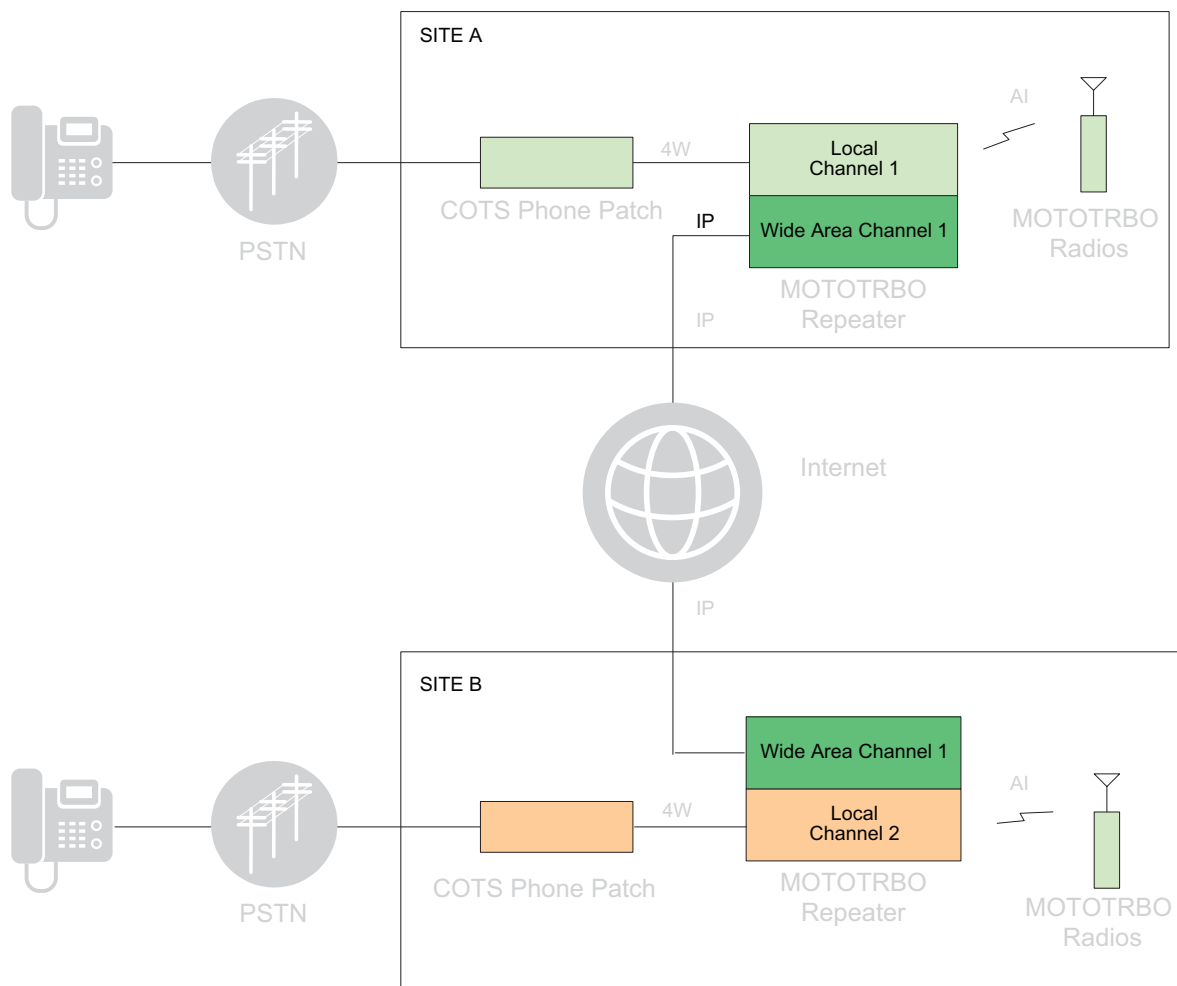 SITE A
AI
4W
Local
Channel 1
COTS Phone Patch
IP
Wide Area Channel 1
MOTOTRBO
Radios
PSTN
MOTOTRBO
Repeater
IP
Internet
IP
SITE B
Wide Area Channel 1
AI
4W
Local
Channel 2
COTS Phone Patch
MOTOTRBO
Repeater
PSTN
MOTOTRBO
Radios